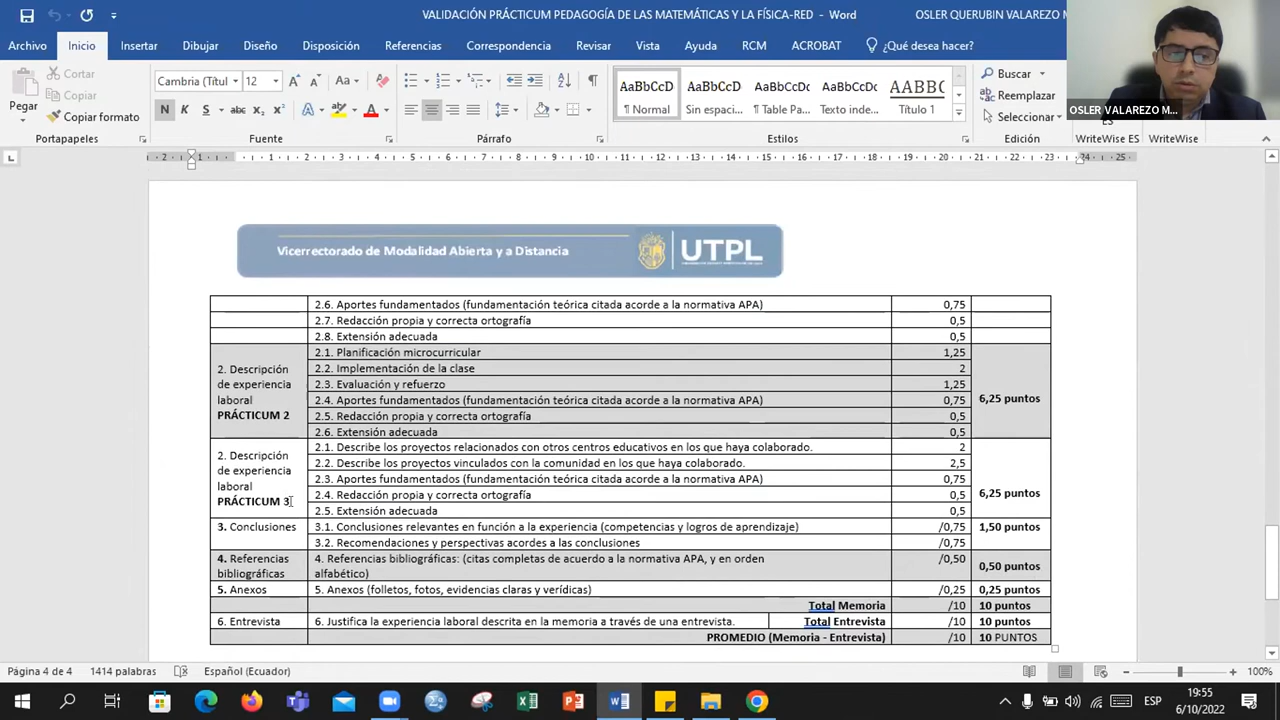 VALIDACIÓN PRÁCTICUM PEDAGOGÍA DE LAS MATEMÁTICAS Y LA FÍSICA-RED - Word
OSLER QUERUBIN VALAREZO M
Archivo Inicio Insertar Dibujar Diseño Disposición Referencias Correspondencia Revisar Vista Ayuda RCM ACROBAT ¿Qué desea hacer?
Pegar
Cortar
Copiar
Copiar formato
Portapapeles
Cambria (Títul 12
Fuente
Párrafo
AaBbCcD AaBbCcD AaBbCcD AaBbCcDc AABBC
¶ Normal ¶ Sin espaci... ¶ Table Pa... Texto inde... Título 1
Estilos
Buscar
Reemplazar
Seleccionar
Edición
OSLER VALAREZO M...
ES
WriteWise ES WriteWise
WriteWise
Vicerrectorado de Modalidad Abierta y a Distancia
UTPL
2.6. Aportes fundamentados (fundamentación teórica citada acorde a la normativa APA) 0,75
2.7. Redacción propia y correcta ortografía 0,5
2.8. Extensión adecuada 0,5
2. Descripción de experiencia laboral PRÁCTICUM 2
2.1. Planificación microcurricular 1,25
2.2. Implementación de la clase 2
2.3. Evaluación y refuerzo 1,25
2.4. Aportes fundamentados (fundamentación teórica citada acorde a la normativa APA) 0,75
2.5. Redacción propia y correcta ortografía 0,5
2.6. Extensión adecuada 0,5
6,25 puntos
2. Descripción de experiencia laboral PRÁCTICUM 3
2.1. Describe los proyectos relacionados con otros centros educativos en los que haya colaborado. 2
2.2. Describe los proyectos vinculados con la comunidad en los que haya colaborado. 2,5
2.3. Aportes fundamentados (fundamentación teórica citada acorde a la normativa APA) 0,75
2.4. Redacción propia y correcta ortografía 0,5
2.5. Extensión adecuada 0,5
6,25 puntos
3. Conclusiones
3.1. Conclusiones relevantes en función a la experiencia (competencias y logros de aprendizaje) /0,75
3.2. Recomendaciones y perspectivas acordes a las conclusiones /0,75
1,50 puntos
4. Referencias bibliográficas
4. Referencias bibliográficas: (citas completas de acuerdo a la normativa APA, y en orden alfabético) /0,50
0,50 puntos
5. Anexos 5. Anexos (folletos, fotos, evidencias claras y verídicas) /0,25 0,25 puntos
Total Memoria /10 10 puntos
6. Entrevista 6. Justifica la experiencia laboral descrita en la memoria a través de una entrevista. Total Entrevista /10 10 puntos
PROMEDIO (Memoria - Entrevista) /10 10 PUNTOS
Página 4 de 4 1414 palabras Español (Ecuador) 100%
ESP
19:55
6/10/2022